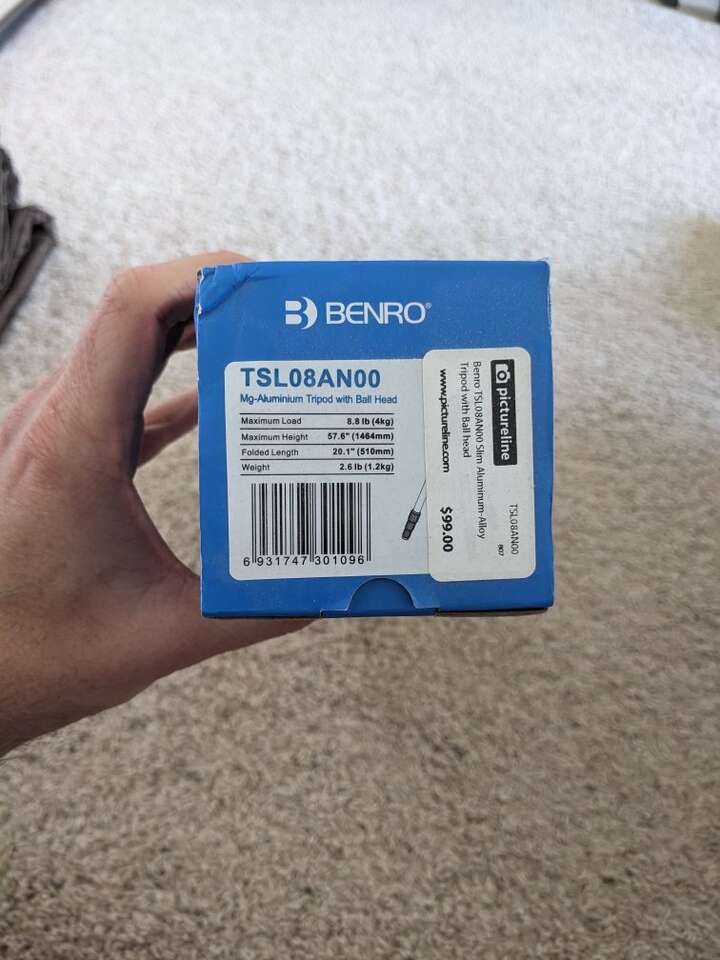 BENRO®
TSL08AN00
Mg-Aluminium Tripod with Ball Head
Maximum Load 8.8 lb (4kg)
Maximum Height 57.6" (1464mm)
Folded Length 20.1" (510mm)
Weight 2.6 lb (1.2kg)
6 931747 301096
pictureline
TSL08AN00
807
Benro TSL08AN00 Slim Aluminum-Alloy
Tripod with Ball head
www.pictureline.com
$99.00